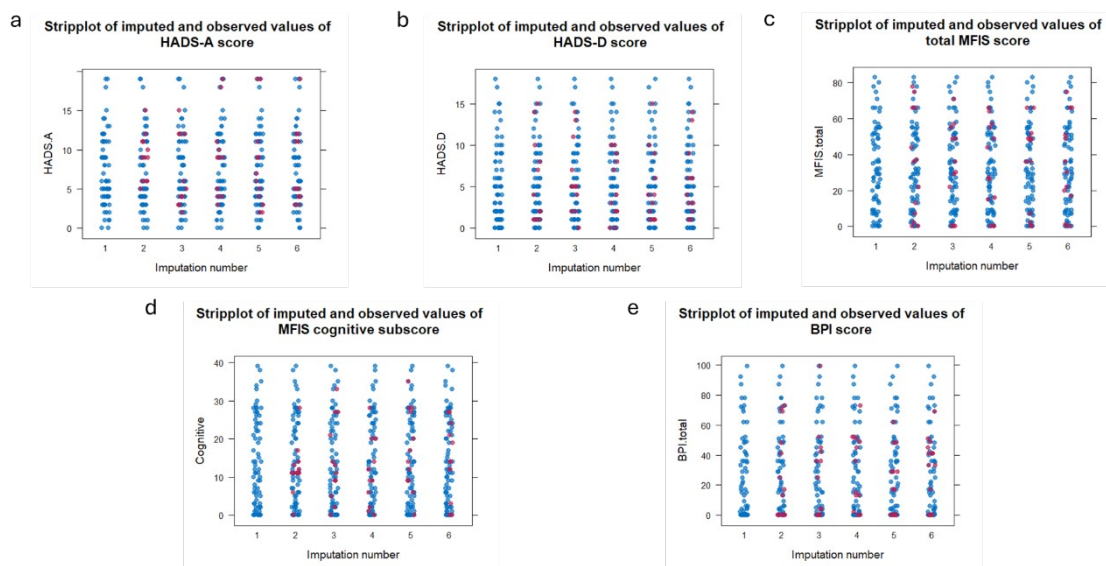 a
Stripplot of imputed and observed values of
HADS-A score
HADS.A
15
10
5
0
1 2 3 4 5 6
Imputation number
b
Stripplot of imputed and observed values of
HADS-D score
HADS.D
15
10
5
0
1 2 3 4 5 6
Imputation number
c
Stripplot of imputed and observed values of
total MFIS score
MFIS.total
80
60
40
20
0
1 2 3 4 5 6
Imputation number
d
Stripplot of imputed and observed values of
MFIS cognitive subscore
Cognitive
40
30
20
10
0
1 2 3 4 5 6
Imputation number
e
Stripplot of imputed and observed values of
BPI score
BPI.total
100
80
60
40
20
0
1 2 3 4 5 6
Imputation number